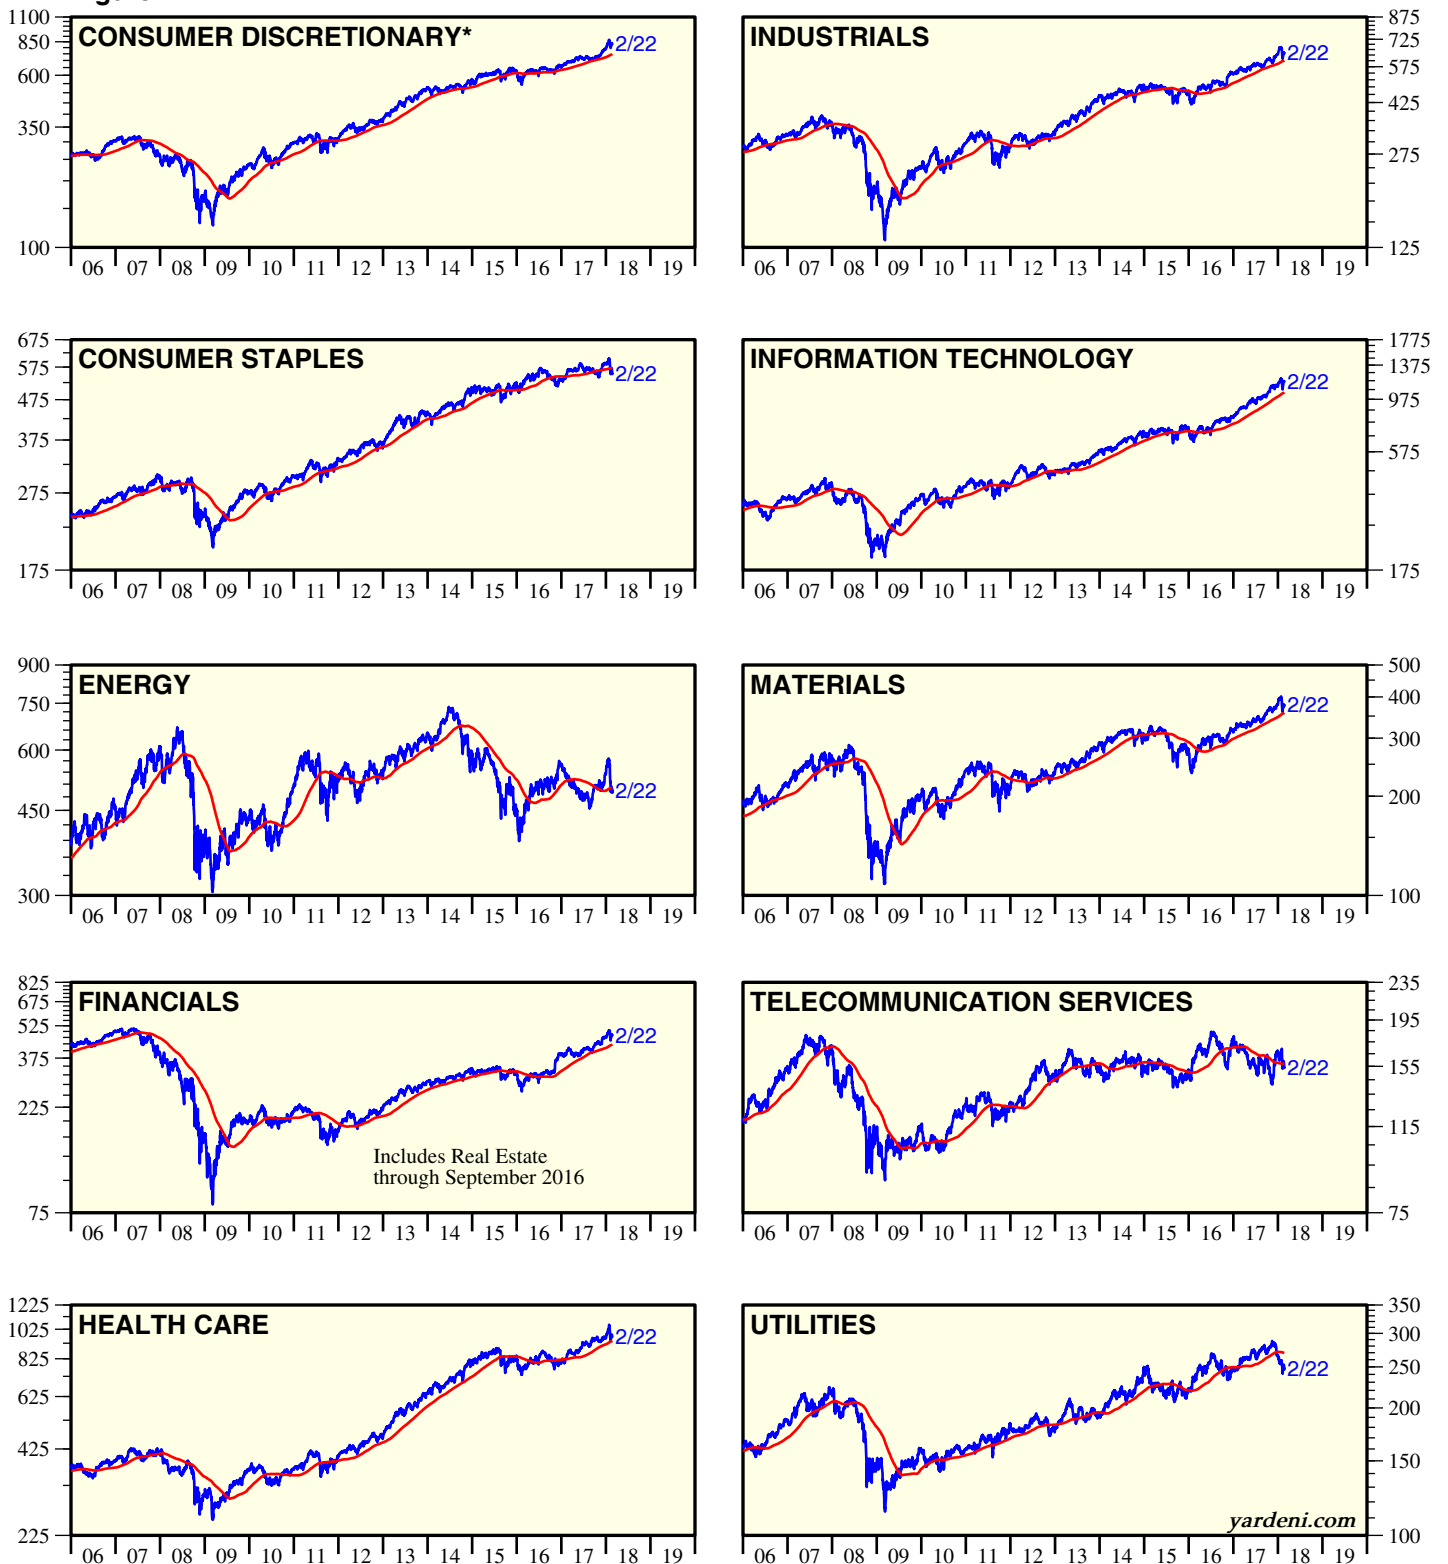 CONSUMER DISCRETIONARY*
1100
850
600
350
100
2/22
06 07 08 09 10 11 12 13 14 15 16 17 18 19
INDUSTRIALS
875
725
575
425
275
125
2/22
06 07 08 09 10 11 12 13 14 15 16 17 18 19
CONSUMER STAPLES
675
575
475
375
275
175
2/22
06 07 08 09 10 11 12 13 14 15 16 17 18 19
INFORMATION TECHNOLOGY
1775
1375
975
575
175
2/22
06 07 08 09 10 11 12 13 14 15 16 17 18 19
ENERGY
900
750
600
450
300
2/22
06 07 08 09 10 11 12 13 14 15 16 17 18 19
MATERIALS
500
400
300
200
100
2/22
06 07 08 09 10 11 12 13 14 15 16 17 18 19
FINANCIALS
825
675
525
375
225
75
2/22
Includes Real Estate
through September 2016
06 07 08 09 10 11 12 13 14 15 16 17 18 19
TELECOMMUNICATION SERVICES
235
195
155
115
75
2/22
06 07 08 09 10 11 12 13 14 15 16 17 18 19
HEALTH CARE
1225
1025
825
625
425
225
2/22
06 07 08 09 10 11 12 13 14 15 16 17 18 19
UTILITIES
350
300
250
200
150
100
2/22
yardeni.com
06 07 08 09 10 11 12 13 14 15 16 17 18 19